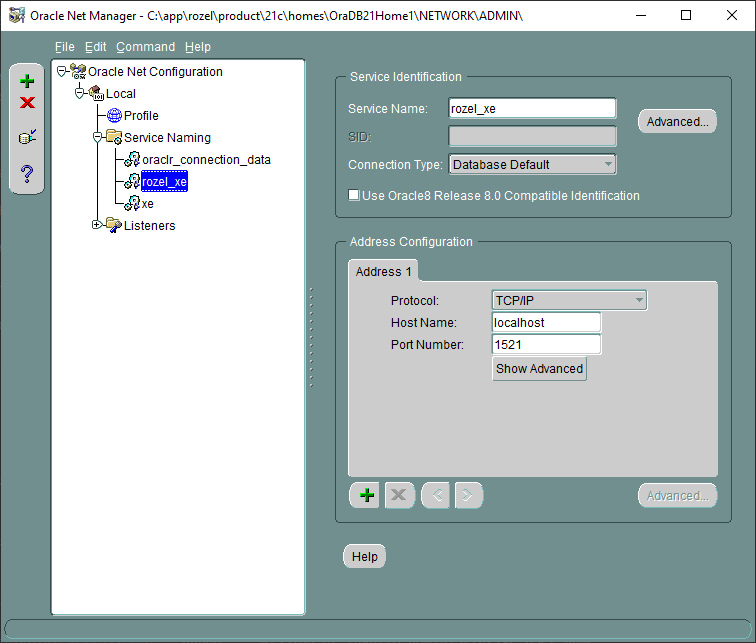 Oracle Net Manager - C:\app\rozel\product\21c\homes\OraDB21Home1\NETWORK\ADMIN\
File Edit Command Help
Oracle Net Configuration
Local
Profile
Service Naming
oraclr_connection_data
rozel_xe
xe
Listeners
Service Identification
Service Name: rozel_xe
Advanced...
SID:
Connection Type: Database Default
Use Oracle8 Release 8.0 Compatible Identification
Address Configuration
Address 1
Protocol: TCP/IP
Host Name: localhost
Port Number: 1521
Show Advanced
Advanced...
Help